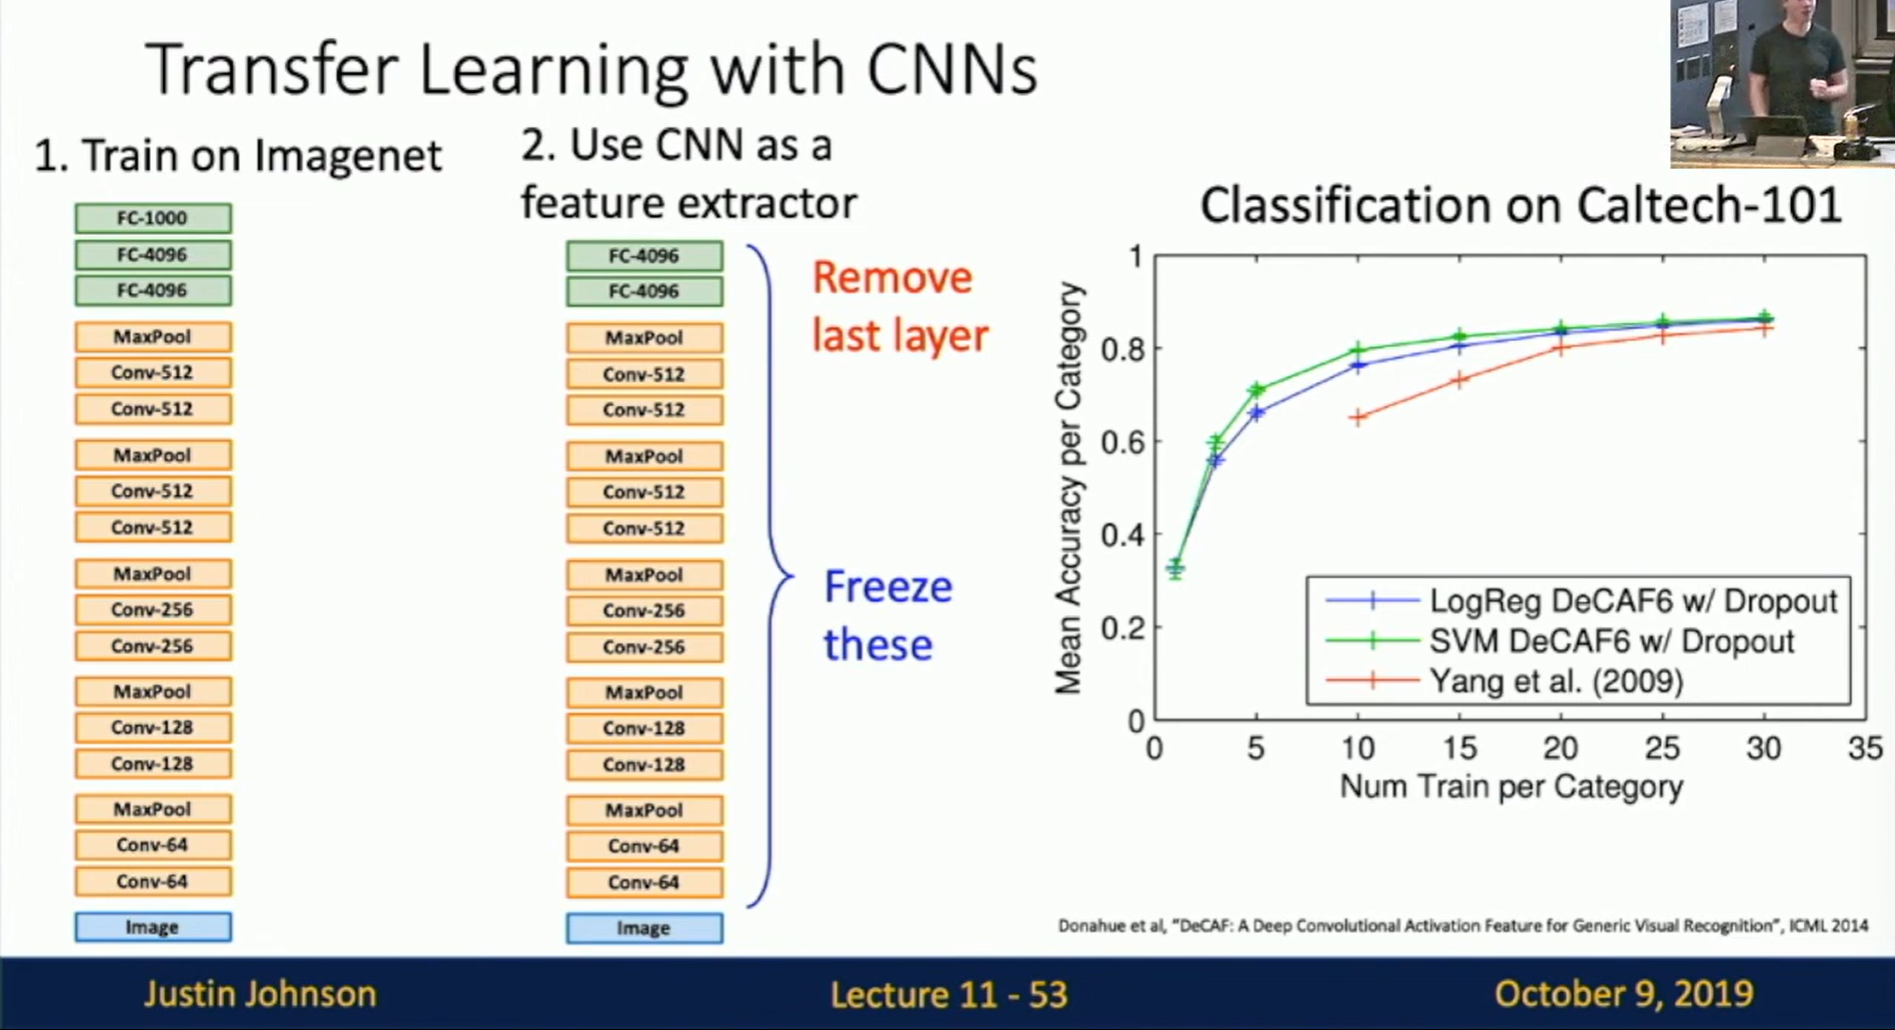 Transfer Learning with CNNs
1. Train on Imagenet
FC-1000
FC-4096
FC-4096
MaxPool
Conv-512
Conv-512
MaxPool
Conv-512
Conv-512
MaxPool
Conv-256
Conv-256
MaxPool
Conv-128
Conv-128
MaxPool
Conv-64
Conv-64
Image
2. Use CNN as a
feature extractor
FC-4096
FC-4096
MaxPool
Conv-512
Conv-512
MaxPool
Conv-512
Conv-512
MaxPool
Conv-256
Conv-256
MaxPool
Conv-128
Conv-128
MaxPool
Conv-64
Conv-64
Image
Remove
last layer
Freeze
these
Classification on Caltech-101
Mean Accuracy per Category
1
0.8
0.6
0.4
0.2
0
LogReg DeCAF6 w/ Dropout
SVM DeCAF6 w/ Dropout
Yang et al. (2009)
0 5 10 15 20 25 30 35
Num Train per Category
Donahue et al, "DeCAF: A Deep Convolutional Activation Feature for Generic Visual Recognition", ICML 2014
Justin Johnson
Lecture 11 - 53
October 9, 2019